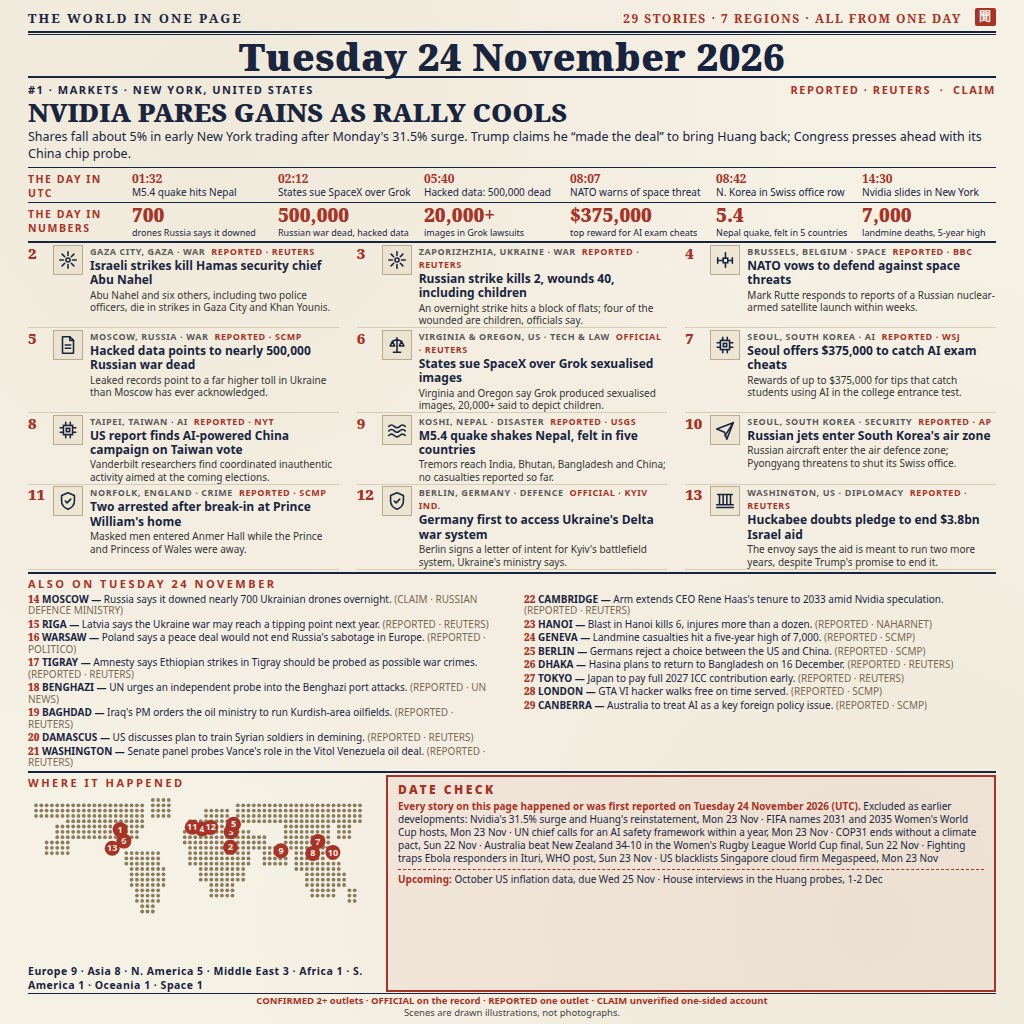 THE WORLD IN ONE PAGE
29 STORIES · 7 REGIONS · ALL FROM ONE DAY
聞
Tuesday 24 November 2026
#1 · MARKETS · NEW YORK, UNITED STATES
REPORTED · REUTERS · CLAIM
NVIDIA PARES GAINS AS RALLY COOLS
Shares fall about 5% in early New York trading after Monday's 31.5% surge. Trump claims he “made the deal” to bring Huang back; Congress presses ahead with its
China chip probe.
THE DAY IN
UTC
01:32
M5.4 quake hits Nepal
02:12
States sue SpaceX over Grok
05:40
Hacked data: 500,000 dead
08:07
NATO warns of space threat
08:42
N. Korea in Swiss office row
14:30
Nvidia slides in New York
THE DAY IN
NUMBERS
700
drones Russia says it downed
500,000
Russian war dead, hacked data
20,000+
images in Grok lawsuits
$375,000
top reward for AI exam cheats
5.4
Nepal quake, felt in 5 countries
7,000
landmine deaths, 5-year high
2
GAZA CITY, GAZA · WAR REPORTED · REUTERS
Israeli strikes kill Hamas security chief
Abu Nahel
Abu Nahel and six others, including two police
officers, die in strikes in Gaza City and Khan Younis.
3
ZAPORIZHZHIA, UKRAINE · WAR REPORTED ·
REUTERS
Russian strike kills 2, wounds 40,
including children
An overnight strike hits a block of flats; four of the
wounded are children, officials say.
4
BRUSSELS, BELGIUM · SPACE REPORTED · BBC
NATO vows to defend against space
threats
Mark Rutte responds to reports of a Russian nuclear-
armed satellite launch within weeks.
5
MOSCOW, RUSSIA · WAR REPORTED · SCMP
Hacked data points to nearly 500,000
Russian war dead
Leaked records point to a far higher toll in Ukraine
than Moscow has ever acknowledged.
6
VIRGINIA & OREGON, US · TECH & LAW OFFICIAL
· REUTERS
States sue SpaceX over Grok sexualised
images
Virginia and Oregon say Grok produced sexualised
images, 20,000+ said to depict children.
7
SEOUL, SOUTH KOREA · AI REPORTED · WSJ
Seoul offers $375,000 to catch AI exam
cheats
Rewards of up to $375,000 for tips that catch
students using AI in the college entrance test.
8
TAIPEI, TAIWAN · AI REPORTED · NYT
US report finds AI-powered China
campaign on Taiwan vote
Vanderbilt researchers find coordinated inauthentic
activity aimed at the coming elections.
9
KOSHI, NEPAL · DISASTER REPORTED · USGS
M5.4 quake shakes Nepal, felt in five
countries
Tremors reach India, Bhutan, Bangladesh and China;
no casualties reported so far.
10
SEOUL, SOUTH KOREA · SECURITY REPORTED · AP
Russian jets enter South Korea's air zone
Russian aircraft enter the air defence zone;
Pyongyang threatens to shut its Swiss office.
11
NORFOLK, ENGLAND · CRIME REPORTED · SCMP
Two arrested after break-in at Prince
William's home
Masked men entered Anmer Hall while the Prince
and Princess of Wales were away.
12
BERLIN, GERMANY · DEFENCE OFFICIAL · KYIV
IND.
Germany first to access Ukraine's Delta
war system
Berlin signs a letter of intent for Kyiv's battlefield
system, Ukraine's ministry says.
13
WASHINGTON, US · DIPLOMACY REPORTED ·
REUTERS
Huckabee doubts pledge to end $3.8bn
Israel aid
The envoy says the aid is meant to run two more
years, despite Trump's promise to end it.
ALSO ON TUESDAY 24 NOVEMBER
14 MOSCOW — Russia says it downed nearly 700 Ukrainian drones overnight. (CLAIM · RUSSIAN
DEFENCE MINISTRY)
15 RIGA — Latvia says the Ukraine war may reach a tipping point next year. (REPORTED · REUTERS)
16 WARSAW — Poland says a peace deal would not end Russia's sabotage in Europe. (REPORTED ·
POLITICO)
17 TIGRAY — Amnesty says Ethiopian strikes in Tigray should be probed as possible war crimes.
(REPORTED · REUTERS)
18 BENGHAZI — UN urges an independent probe into the Benghazi port attacks. (REPORTED · UN
NEWS)
19 BAGHDAD — Iraq's PM orders the oil ministry to run Kurdish-area oilfields. (REPORTED ·
REUTERS)
20 DAMASCUS — US discusses plan to train Syrian soldiers in demining. (REPORTED · REUTERS)
21 WASHINGTON — Senate panel probes Vance's role in the Vitol Venezuela oil deal. (REPORTED ·
REUTERS)
22 CAMBRIDGE — Arm extends CEO Rene Haas's tenure to 2033 amid Nvidia speculation.
(REPORTED · REUTERS)
23 HANOI — Blast in Hanoi kills 6, injures more than a dozen. (REPORTED · NAHARNET)
24 GENEVA — Landmine casualties hit a five-year high of 7,000. (REPORTED · SCMP)
25 BERLIN — Germans reject a choice between the US and China. (REPORTED · SCMP)
26 DHAKA — Hasina plans to return to Bangladesh on 16 December. (REPORTED · REUTERS)
27 TOKYO — Japan to pay full 2027 ICC contribution early. (REPORTED · REUTERS)
28 LONDON — GTA VI hacker walks free on time served. (REPORTED · SCMP)
29 CANBERRA — Australia to treat AI as a key foreign policy issue. (REPORTED · SCMP)
WHERE IT HAPPENED
1
6
13
11
4
12
5
2
9
7
8
10
Europe 9 · Asia 8 · N. America 5 · Middle East 3 · Africa 1 · S.
America 1 · Oceania 1 · Space 1
DATE CHECK
Every story on this page happened or was first reported on Tuesday 24 November 2026 (UTC). Excluded as earlier
developments: Nvidia's 31.5% surge and Huang's reinstatement, Mon 23 Nov · FIFA names 2031 and 2035 Women's World
Cup hosts, Mon 23 Nov · UN chief calls for an AI safety framework within a year, Mon 23 Nov · COP31 ends without a climate
pact, Sun 22 Nov · Australia beat New Zealand 34-10 in the Women's Rugby League World Cup final, Sun 22 Nov · Fighting
traps Ebola responders in Ituri, WHO post, Sun 23 Nov · US blacklists Singapore cloud firm Megaspeed, Mon 23 Nov
Upcoming: October US inflation data, due Wed 25 Nov · House interviews in the Huang probes, 1-2 Dec
CONFIRMED 2+ outlets · OFFICIAL on the record · REPORTED one outlet · CLAIM unverified one-sided account
Scenes are drawn illustrations, not photographs.